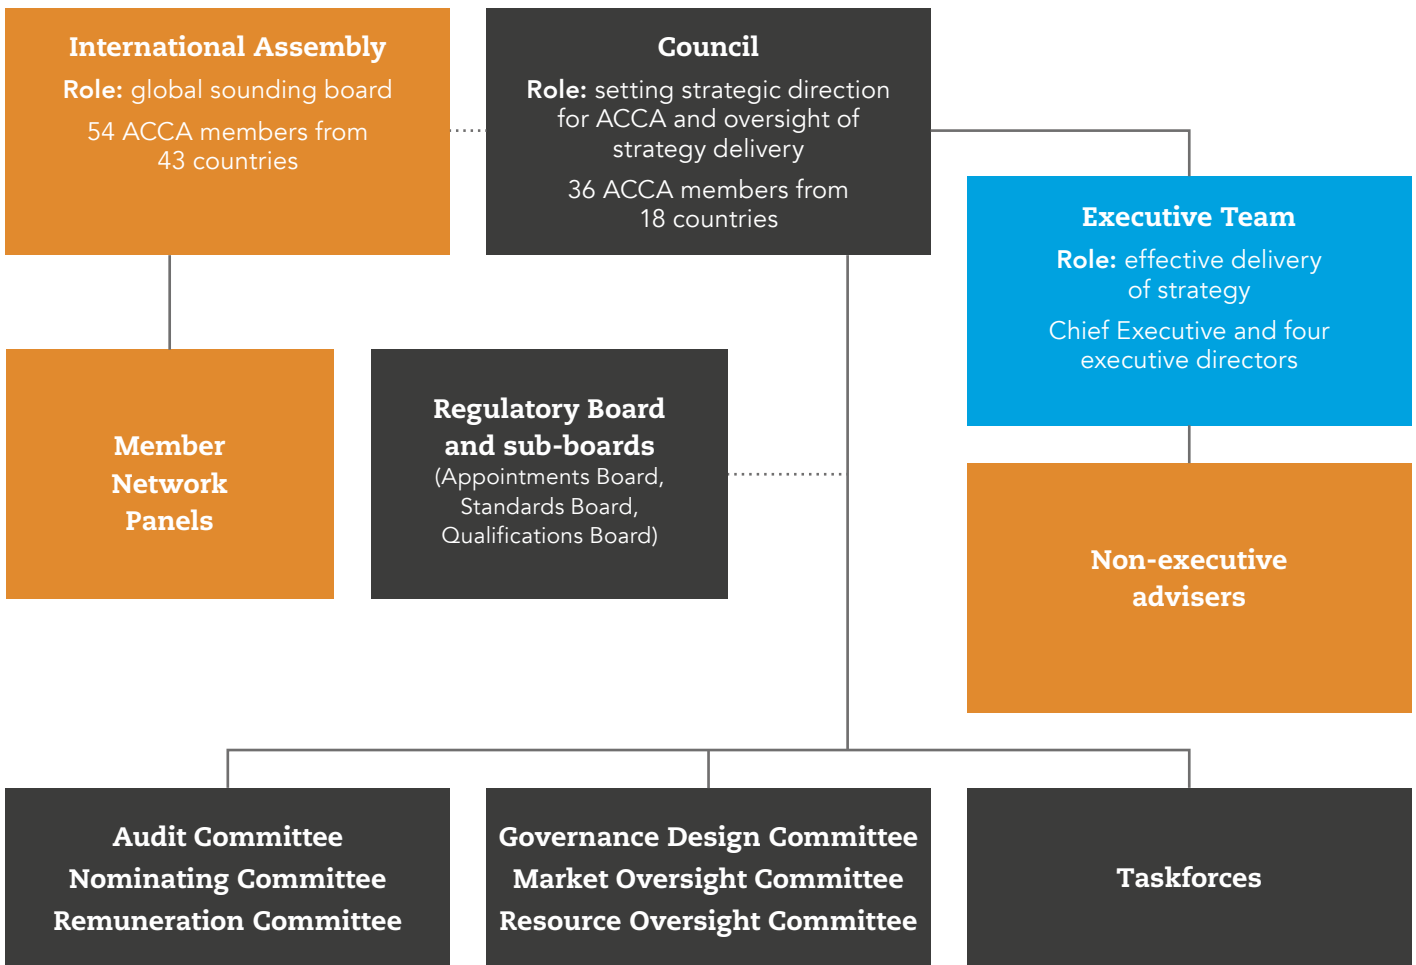 International Assembly
Role: global sounding board
54 ACCA members from
43 countries
Council
Role: setting strategic direction
for ACCA and oversight of
strategy delivery
36 ACCA members from
18 countries
Executive Team
Role: effective delivery
of strategy
Chief Executive and four
executive directors
Member
Network
Panels
Regulatory Board
and sub-boards
(Appointments Board,
Standards Board,
Qualifications Board)
Non-executive
advisers
Audit Committee
Nominating Committee
Remuneration Committee
Governance Design Committee
Market Oversight Committee
Resource Oversight Committee
Taskforces